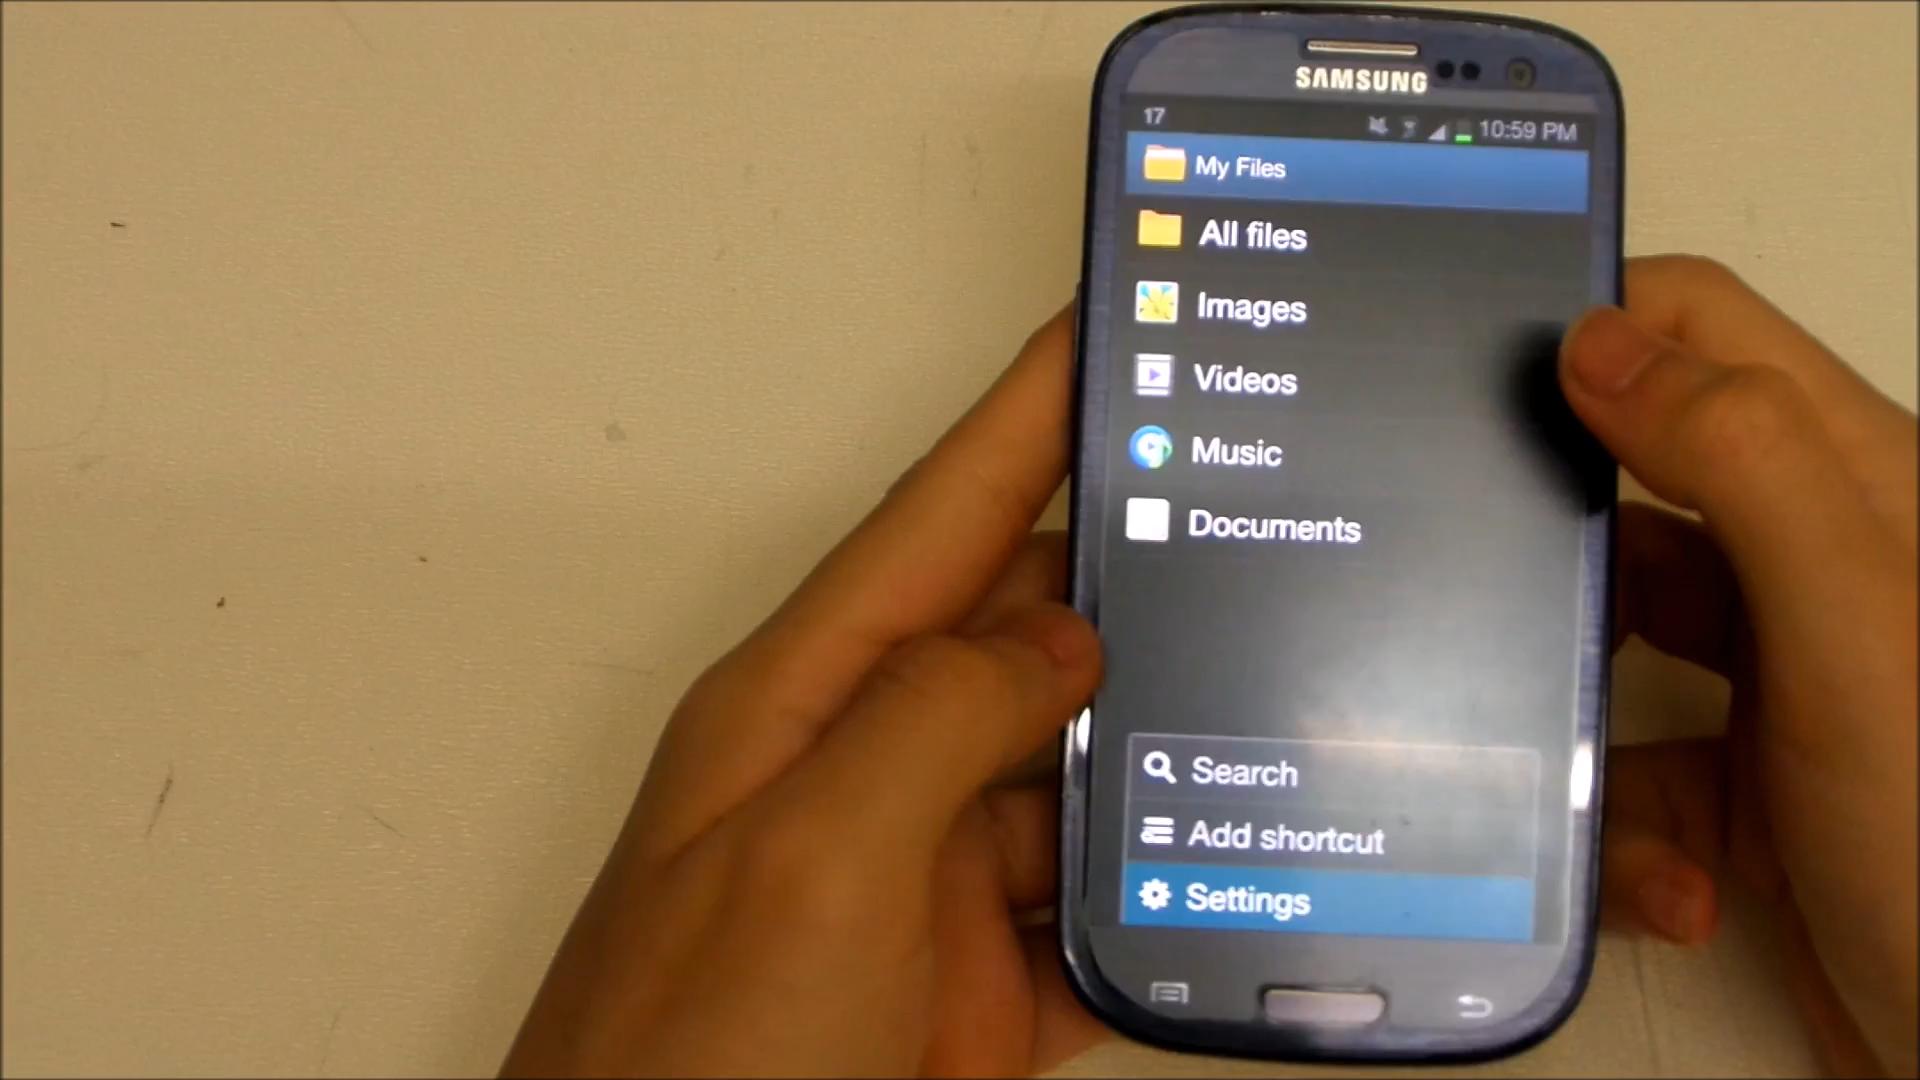 SAMSUNG
17 10:59 PM
My Files
All files
Images
Videos
Music
Documents
Search
Add shortcut
Settings